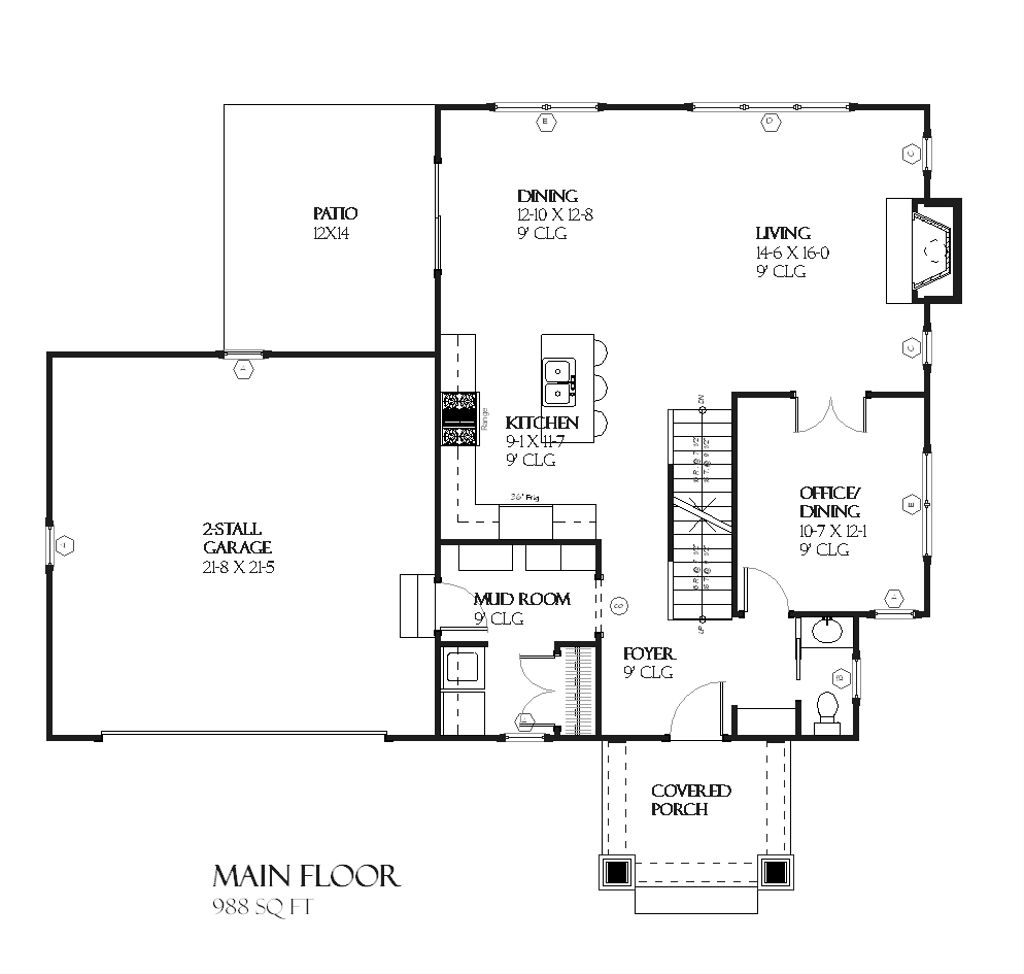 E
D
C
DINING
12-10 X 12-8
9' CLG
PATIO
12X14
LIVING
14-6 X 16-0
9' CLG
C
A
DN
Range
KITCHEN
9-1 X 11-7
9' CLG
36" Frig
OFFICE/
DINING
10-7 X 12-1
9' CLG
E
2-STALL
GARAGE
21-8 X 21-5
MUD ROOM
9' CLG
A
UP
FOYER
9' CLG
B
COVERED
PORCH
MAIN FLOOR
988 SQ FT